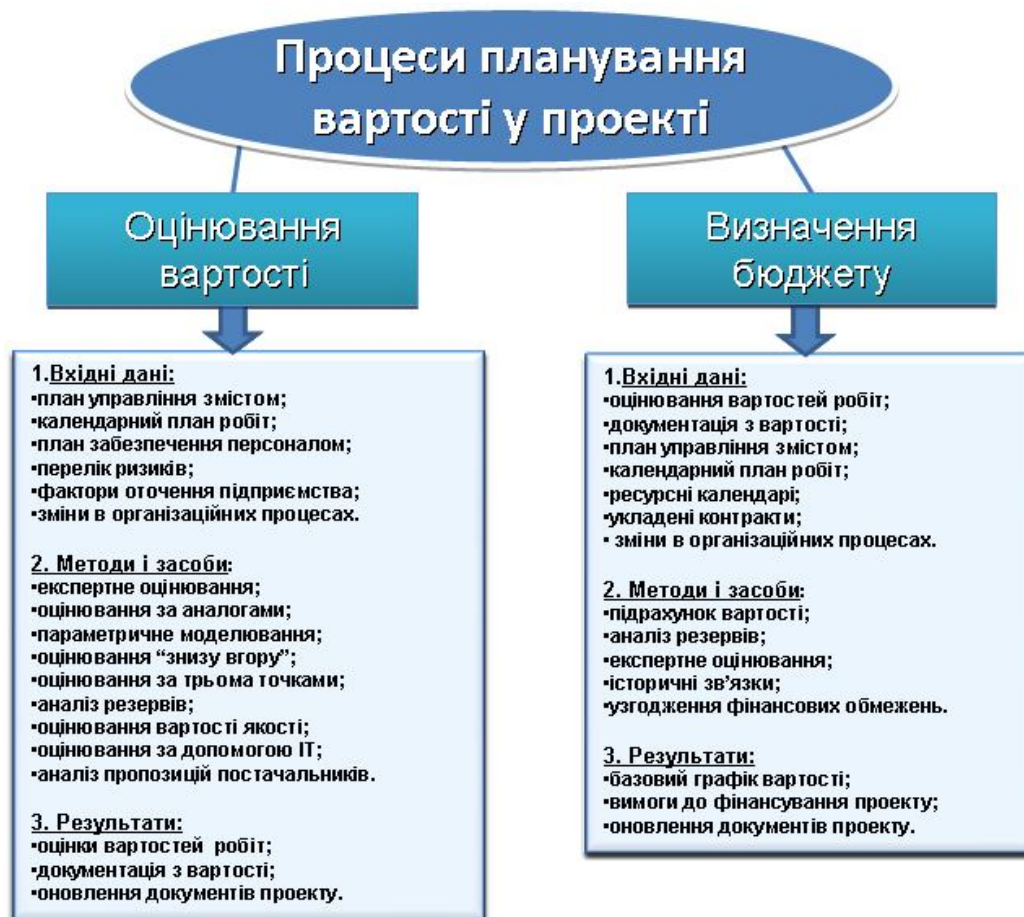 Процеси планування
вартості у проекті
Оцінювання
вартості
1.Вхідні дані:
•план управління змістом;
•календарний план робіт;
•план забезпечення персоналом;
•перелік ризиків;
•фактори оточення підприємства;
•зміни в організаційних процесах.
2. Методи і засоби:
•експертне оцінювання;
•оцінювання за аналогами;
•параметричне моделювання;
•оцінювання “знизу вгору”;
•оцінювання за трьома точками;
•аналіз резервів;
•оцінювання вартості якості;
•оцінювання за допомогою ІТ;
•аналіз пропозицій постачальників.
3. Результати:
•оцінки вартостей  робіт;
•документація з вартості;
•оновлення документів проекту.
Визначення
бюджету
1.Вхідні дані:
•оцінювання вартостей робіт;
•документація з вартості;
•план управління змістом;
•календарний план робіт;
•ресурсні календарі;
•укладені контракти;
• зміни в організаційних процесах.
2. Методи і засоби:
•підрахунок вартості;
•аналіз резервів;
•експертне оцінювання;
•історичні зв'язки;
•узгодження фінансових обмежень.
3. Результати:
•базовий графік вартості;
•вимоги до фінансування проекту;
•оновлення документів проекту.